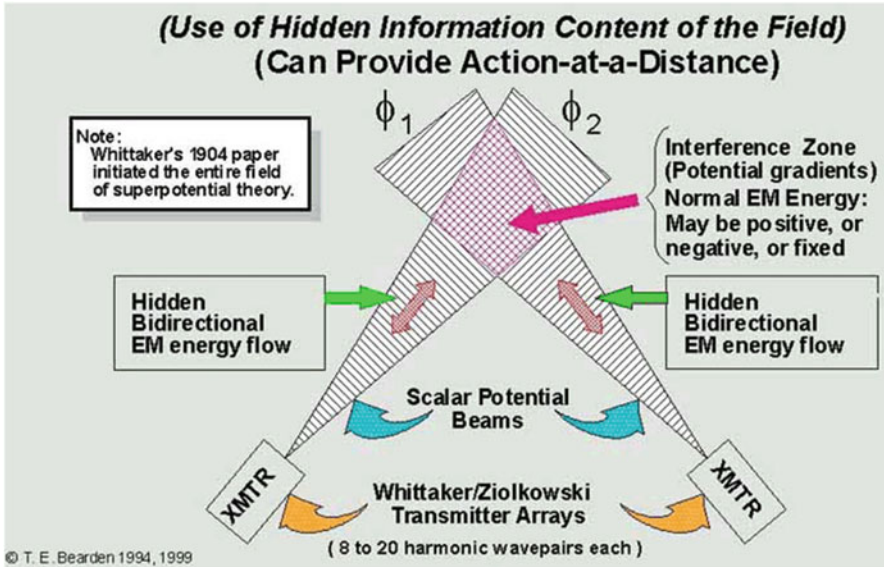 (Use of Hidden Information Content of the Field)
(Can Provide Action-at-a-Distance)
ϕ1
ϕ2
Note:
Whittaker's 1904 paper
initiated the entire field
of superpotential theory.
Interference Zone
(Potential gradients)
Normal EM Energy:
May be positive, or
negative, or fixed
Hidden
Bidirectional
EM energy flow
Hidden
Bidirectional
EM energy flow
Scalar Potential
Beams
XMTR
XMTR
Whittaker/Ziolkowski
Transmitter Arrays
( 8 to 20 harmonic wavepairs each )
© T. E. Bearden 1994, 1999